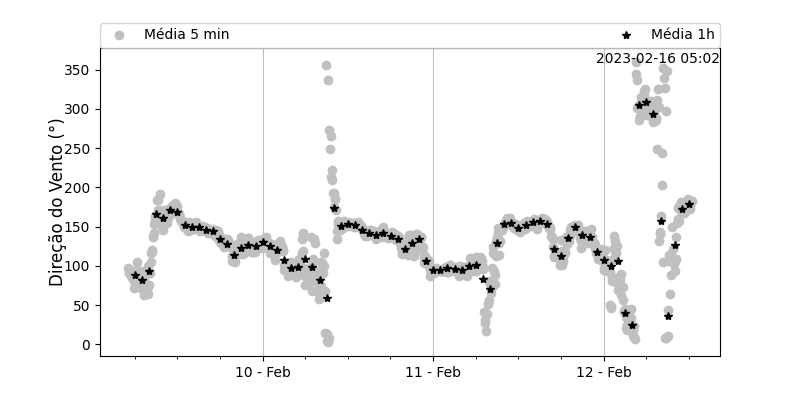 Média 5 min
Média 1h
2023-02-16 05:02
Direção do Vento (°)
350
300
250
200
150
100
50
0
10 - Feb
11 - Feb
12 - Feb